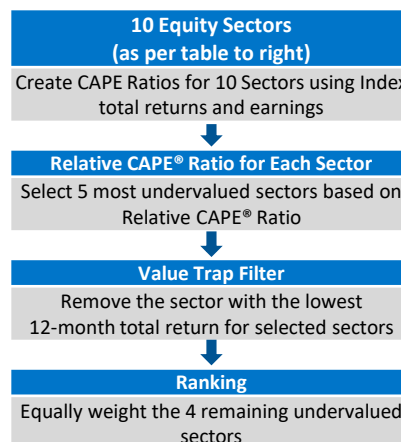 10 Equity Sectors
(as per table to right)
Create CAPE Ratios for 10 Sectors using Index
total returns and earnings
Relative CAPE® Ratio for Each Sector
Select 5 most undervalued sectors based on
Relative CAPE® Ratio
Value Trap Filter
Remove the sector with the lowest
12-month total return for selected sectors
Ranking
Equally weight the 4 remaining undervalued
sectors